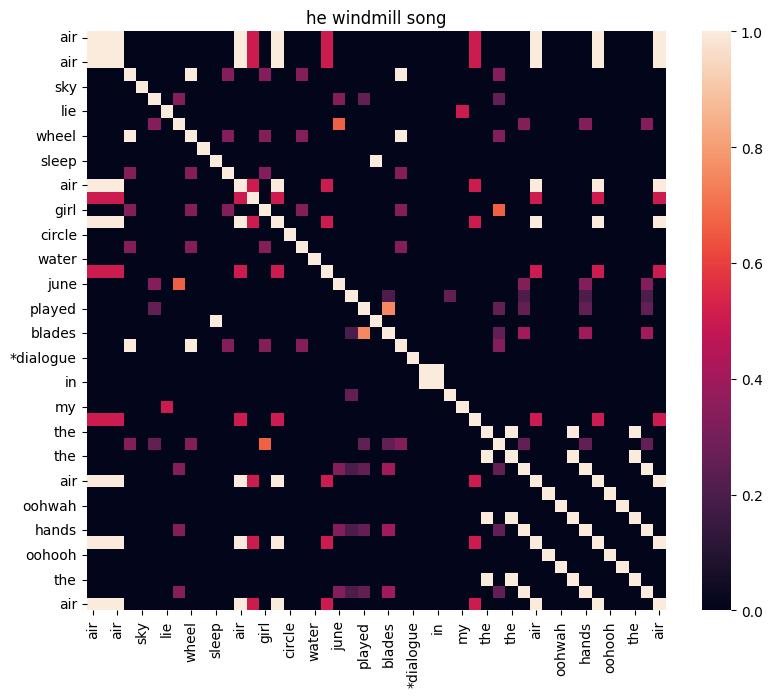 he windmill song
air
air
sky
lie
wheel
sleep
air
girl
circle
water
june
played
blades
*dialogue
in
my
the
the
air
oohwah
hands
oohooh
the
air
1.0
0.8
0.6
0.4
0.2
0.0
air
air
sky
lie
wheel
sleep
air
girl
circle
water
june
played
blades
*dialogue
in
my
the
the
air
oohwah
hands
oohooh
the
air